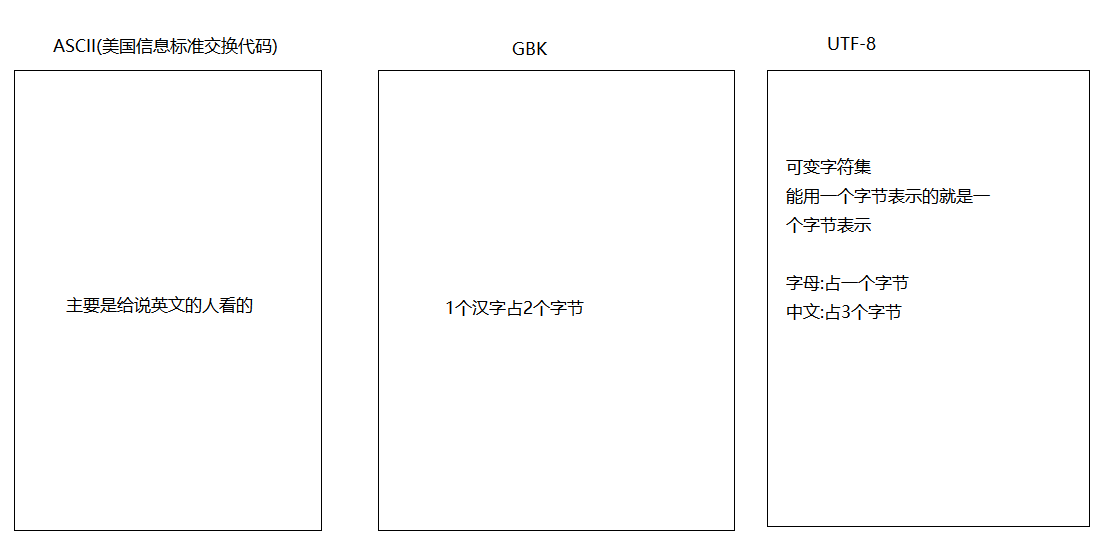 ASCII(美国信息标准交换代码)
GBK
UTF-8
主要是给说英文的人看的
1个汉字占2个字节
可变字符集
能用一个字节表示的就是一
个字节表示
字母:占一个字节
中文:占3个字节